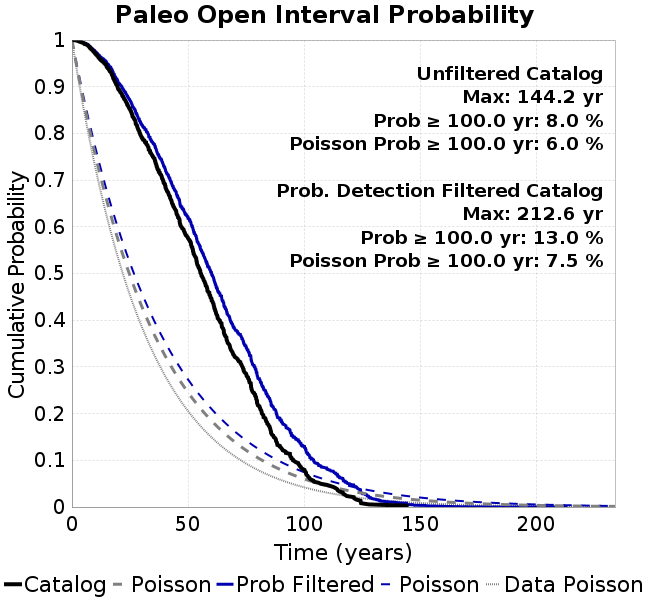 Paleo Open Interval Probability
Unfiltered Catalog
Max: 144.2 yr
Prob ≥ 100.0 yr: 8.0 %
Poisson Prob ≥ 100.0 yr: 6.0 %
Prob. Detection Filtered Catalog
Max: 212.6 yr
Prob ≥ 100.0 yr: 13.0 %
Poisson Prob ≥ 100.0 yr: 7.5 %
Cumulative Probability
1
0.9
0.8
0.7
0.6
0.5
0.4
0.3
0.2
0.1
0
0 50 100 150 200
Time (years)
Catalog Poisson Prob Filtered Poisson Data Poisson